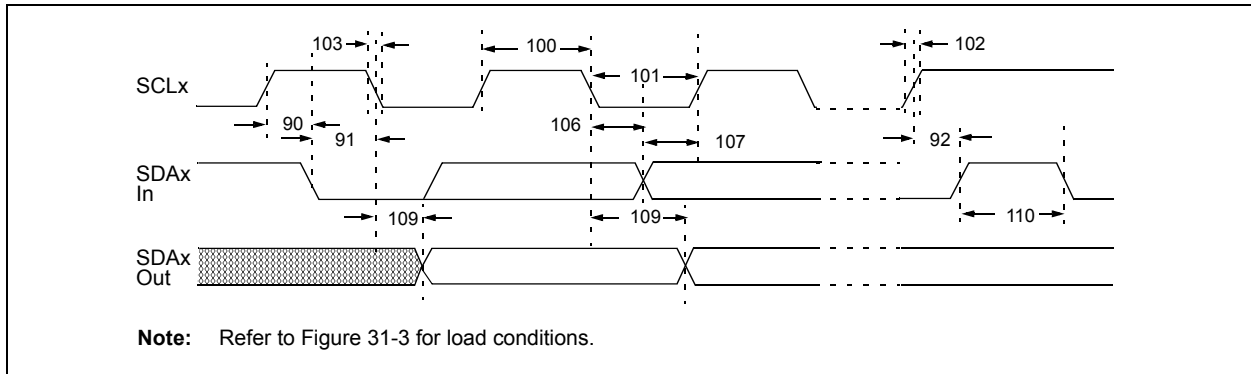 103
100
102
SCLx
101
90
106
91
107
92
SDAx
In
109
109
110
SDAx
Out
Note: Refer to Figure 31-3 for load conditions.